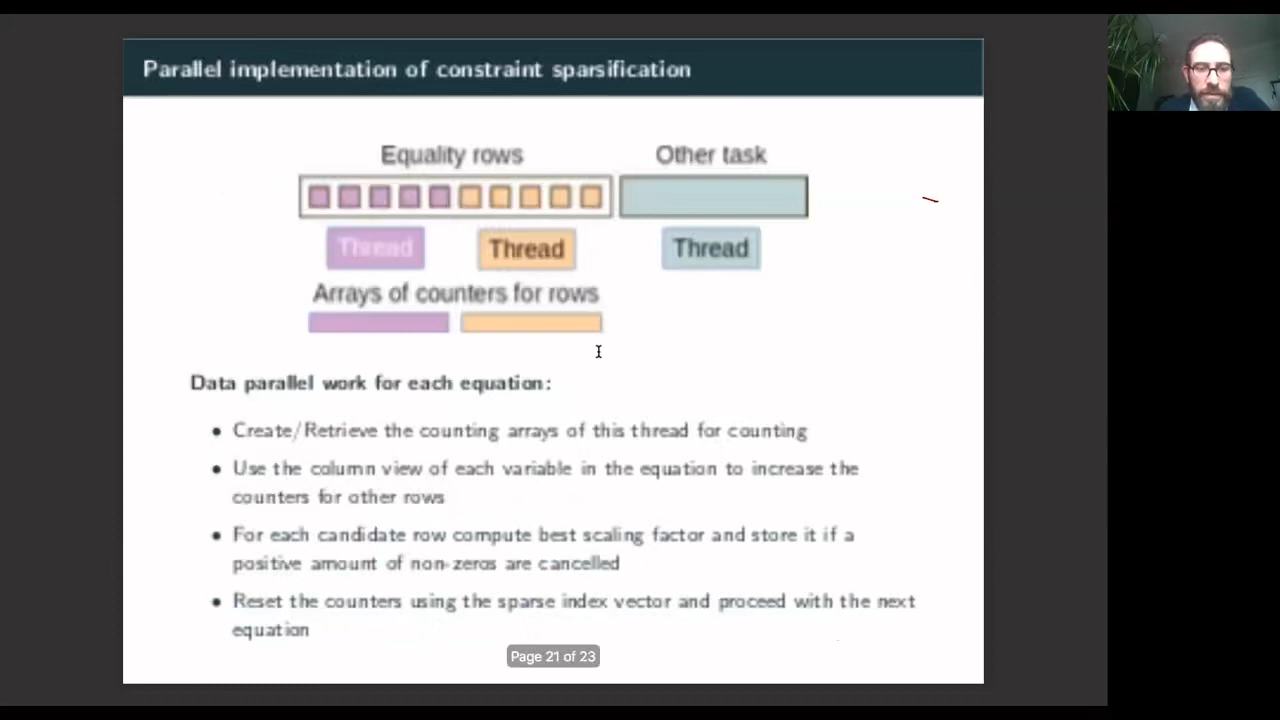 Parallel implementation of constraint sparsification
Equality rows
Other task
Thread
Thread
Thread
Arrays of counters for rows
Data parallel work for each equation:
• Create/Retrieve the counting arrays of this thread for counting
• Use the column view of each variable in the equation to increase the
counters for other rows
• For each candidate row compute best scaling factor and store it if a
positive amount of non-zeros are cancelled
• Reset the counters using the sparse index vector and proceed with the next
equation
Page 21 of 23